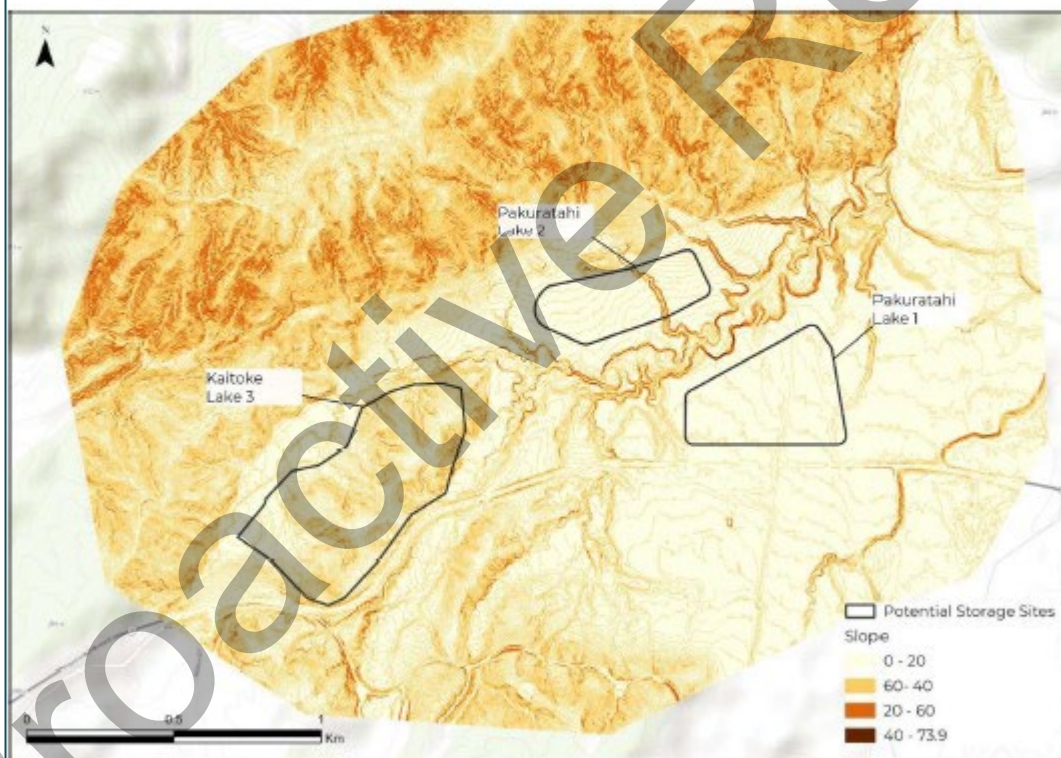 N
Pakuratahi
Lake 2
Pakuratahi
Lake 1
Kaitoke
Lake 3
Potential Storage Sites
Slope
0 - 20
60- 40
20 - 60
40 - 73.9
0 0.5 1
Km
roactive Re